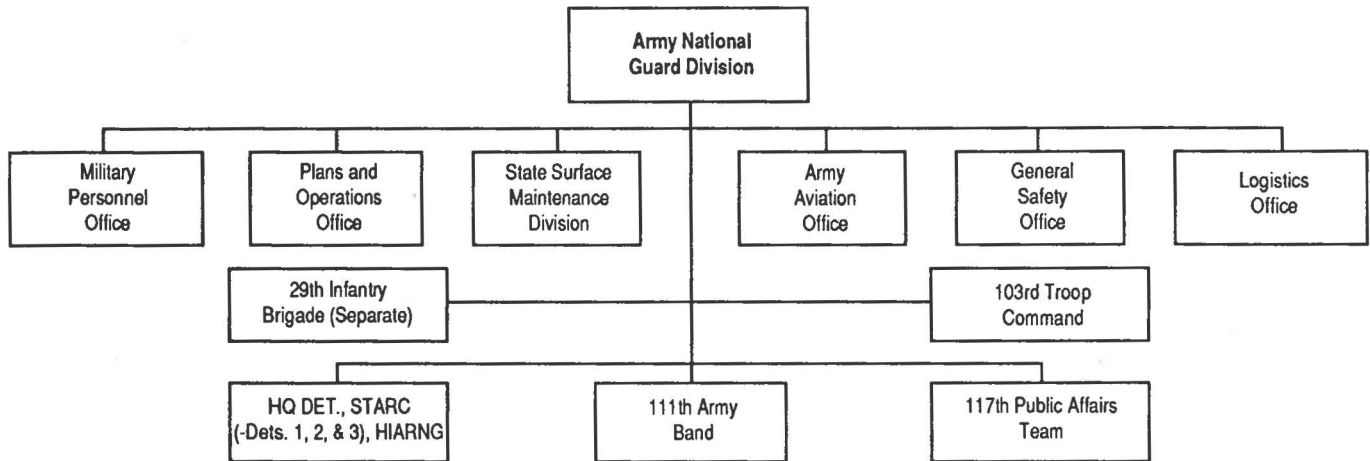 Army National
Guard Division
Military
Personnel
Office
Plans and
Operations
Office
State Surface
Maintenance
Division
Army
Aviation
Office
General
Safety
Office
Logistics
Office
29th Infantry
Brigade (Separate)
103rd Troop
Command
HQ DET., STARC
(-Dets. 1, 2, & 3), HIARNG
111th Army
Band
117th Public Affairs
Team